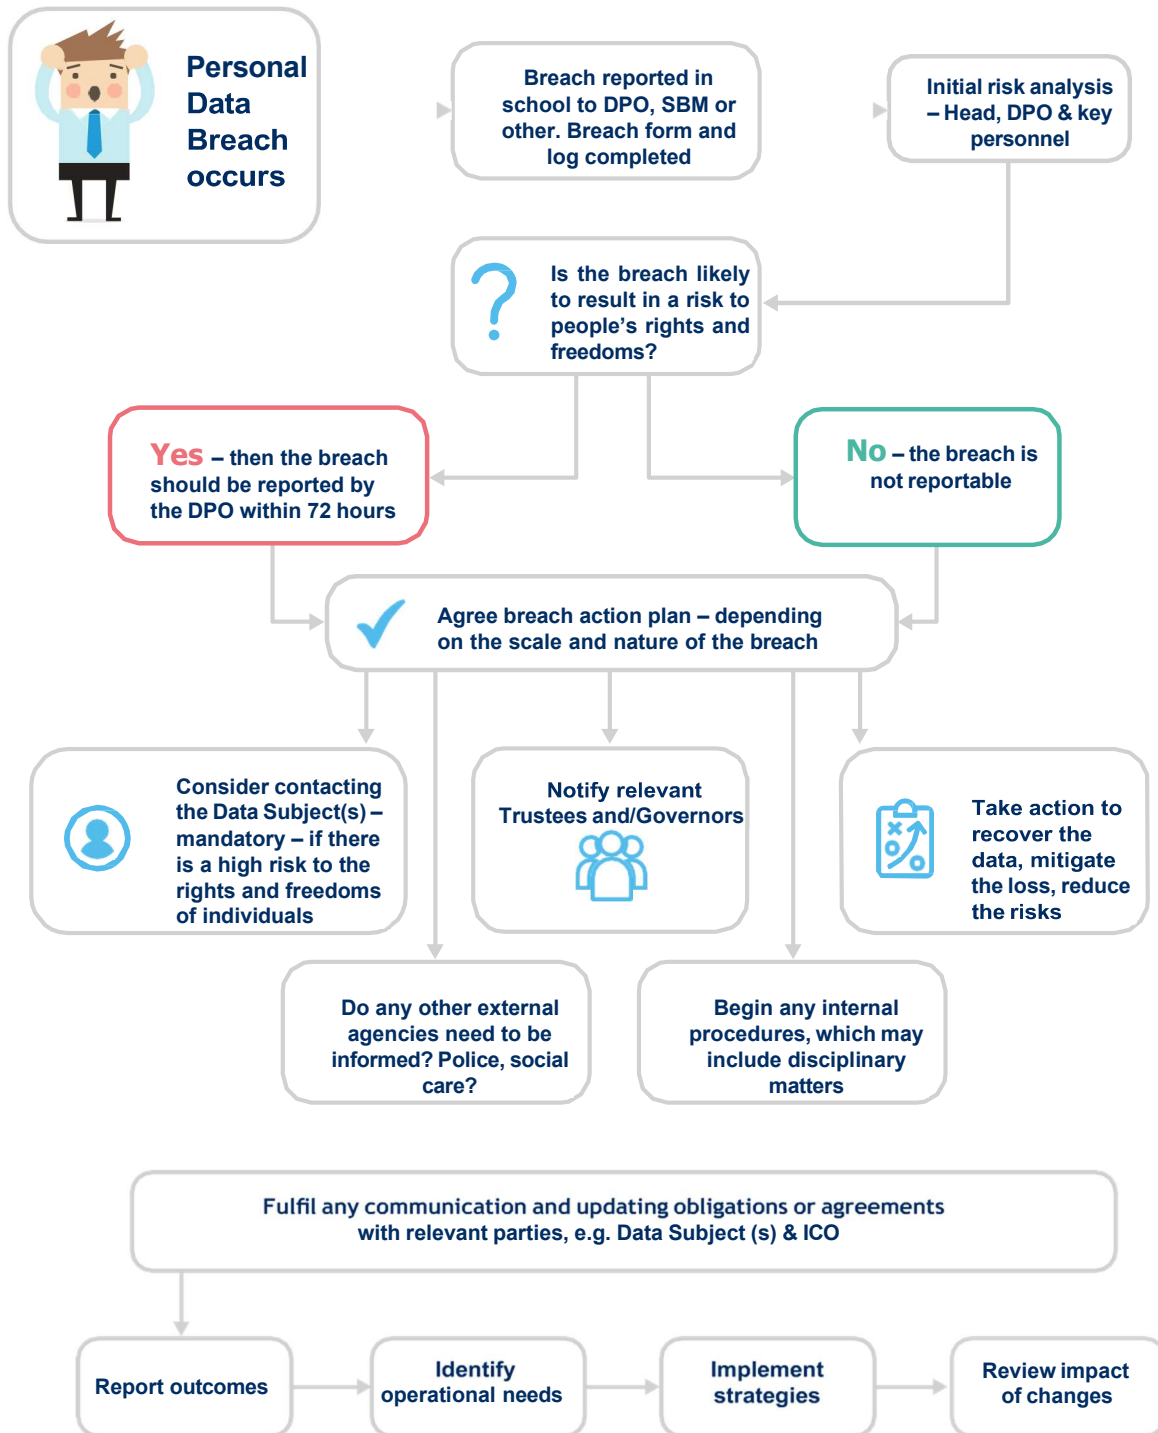 Personal
Data
Breach
occurs
Breach reported in
school to DPO, SBM or
other. Breach form and
log completed
Initial risk analysis
– Head, DPO & key
personnel
Is the breach likely
to result in a risk to
people’s rights and
freedoms?
Yes – then the breach
should be reported by
the DPO within 72 hours
No – the breach is
not reportable
Agree breach action plan – depending
on the scale and nature of the breach
Consider contacting
the Data Subject(s) –
mandatory – if there
is a high risk to the
rights and freedoms
of individuals
Notify relevant
Trustees and/Governors
Take action to
recover the
data, mitigate
the loss, reduce
the risks
Do any other external
agencies need to be
informed? Police, social
care?
Begin any internal
procedures, which may
include disciplinary
matters
Fulfil any communication and updating obligations or agreements
with relevant parties, e.g. Data Subject (s) & ICO
Report outcomes
Identify
operational needs
Implement
strategies
Review impact
of changes